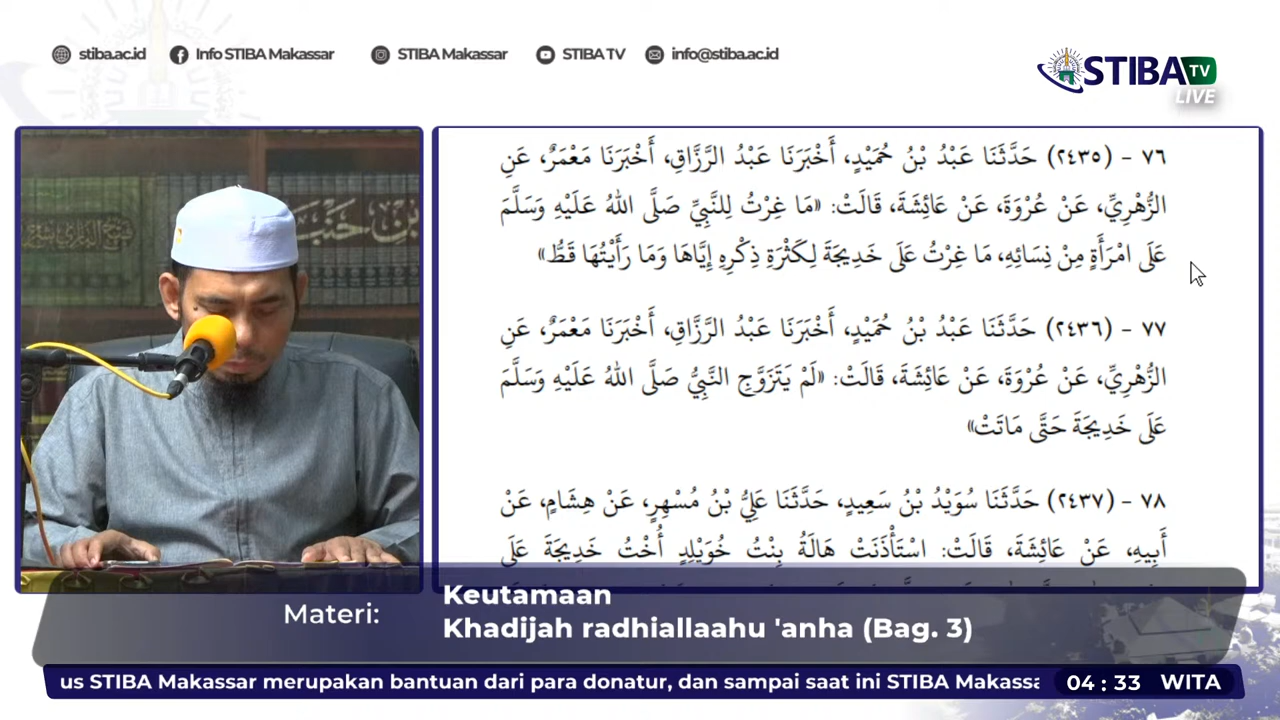 stiba.ac.id
Info STIBA Makassar
STIBA Makassar
STIBA TV
info@stiba.ac.id
STIBA TV
LIVE
٧٦ - (٢٤٣٥) حَدَّثَنَا عَبْدُ بْنُ حُمَيْدٍ، أَخْبَرَنَا عَبْدُ الرَّزَّاقِ، أَخْبَرَنَا مَعْمَرٌ، عَنِ
الزُّهْرِيِّ، عَنْ عُرْوَةَ، عَنْ عَائِشَةَ، قَالَتْ: «مَا غِرْتُ لِلنَّبِيِّ صَلَّى اللهُ عَلَيْهِ وَسَلَّمَ
عَلَى امْرَأَةٍ مِنْ نِسَائِهِ، مَا غِرْتُ عَلَى خَدِيجَةَ لِكَثْرَةِ ذِكْرِهِ إِيَّاهَا وَمَا رَأَيْتُهَا قَطُّ»
٧٧ - (٢٤٣٦) حَدَّثَنَا عَبْدُ بْنُ حُمَيْدٍ، أَخْبَرَنَا عَبْدُ الرَّزَّاقِ، أَخْبَرَنَا مَعْمَرٌ، عَنِ
الزُّهْرِيِّ، عَنْ عُرْوَةَ، عَنْ عَائِشَةَ، قَالَتْ: «لَمْ يَتَزَوَّجِ النَّبِيُّ صَلَّى اللهُ عَلَيْهِ وَسَلَّمَ
عَلَى خَدِيجَةَ حَتَّى مَاتَتْ»
٧٨ - (٢٤٣٧) حَدَّثَنَا سُوَيْدُ بْنُ سَعِيدٍ، حَدَّثَنَا عَلِيُّ بْنُ مُسْهِرٍ، عَنْ هِشَامٍ، عَنْ
أَبِيهِ، عَنْ عَائِشَةَ، قَالَتْ: اسْتَأْذَنَتْ هَالَةُ بِنْتُ خُوَيْلِدٍ أُخْتُ خَدِيجَةَ عَلَى
Materi:
Keutamaan
Khadijah radhiallaahu 'anha (Bag. 3)
us STIBA Makassar merupakan bantuan dari para donatur, dan sampai saat ini STIBA Makassa
04 : 33 WITA